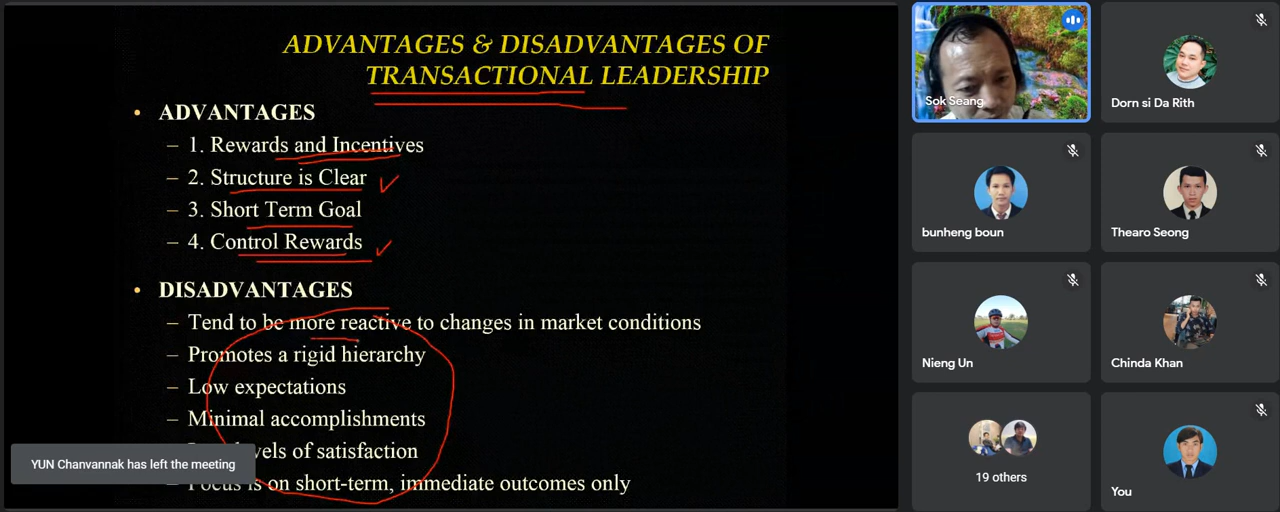 ADVANTAGES & DISADVANTAGES OF
TRANSACTIONAL LEADERSHIP
• ADVANTAGES
– 1. Rewards and Incentives
– 2. Structure is Clear
– 3. Short Term Goal
– 4. Control Rewards
• DISADVANTAGES
– Tend to be more reactive to changes in market conditions
– Promotes a rigid hierarchy
– Low expectations
– Minimal accomplishments
of satisfaction
– Focus is on short-term, immediate outcomes only
YUN Chanvannak has left the meeting
Sok Seang
Dorn si Da Rith
bunheng boun
Thearo Seong
Nieng Un
Chinda Khan
19 others
You